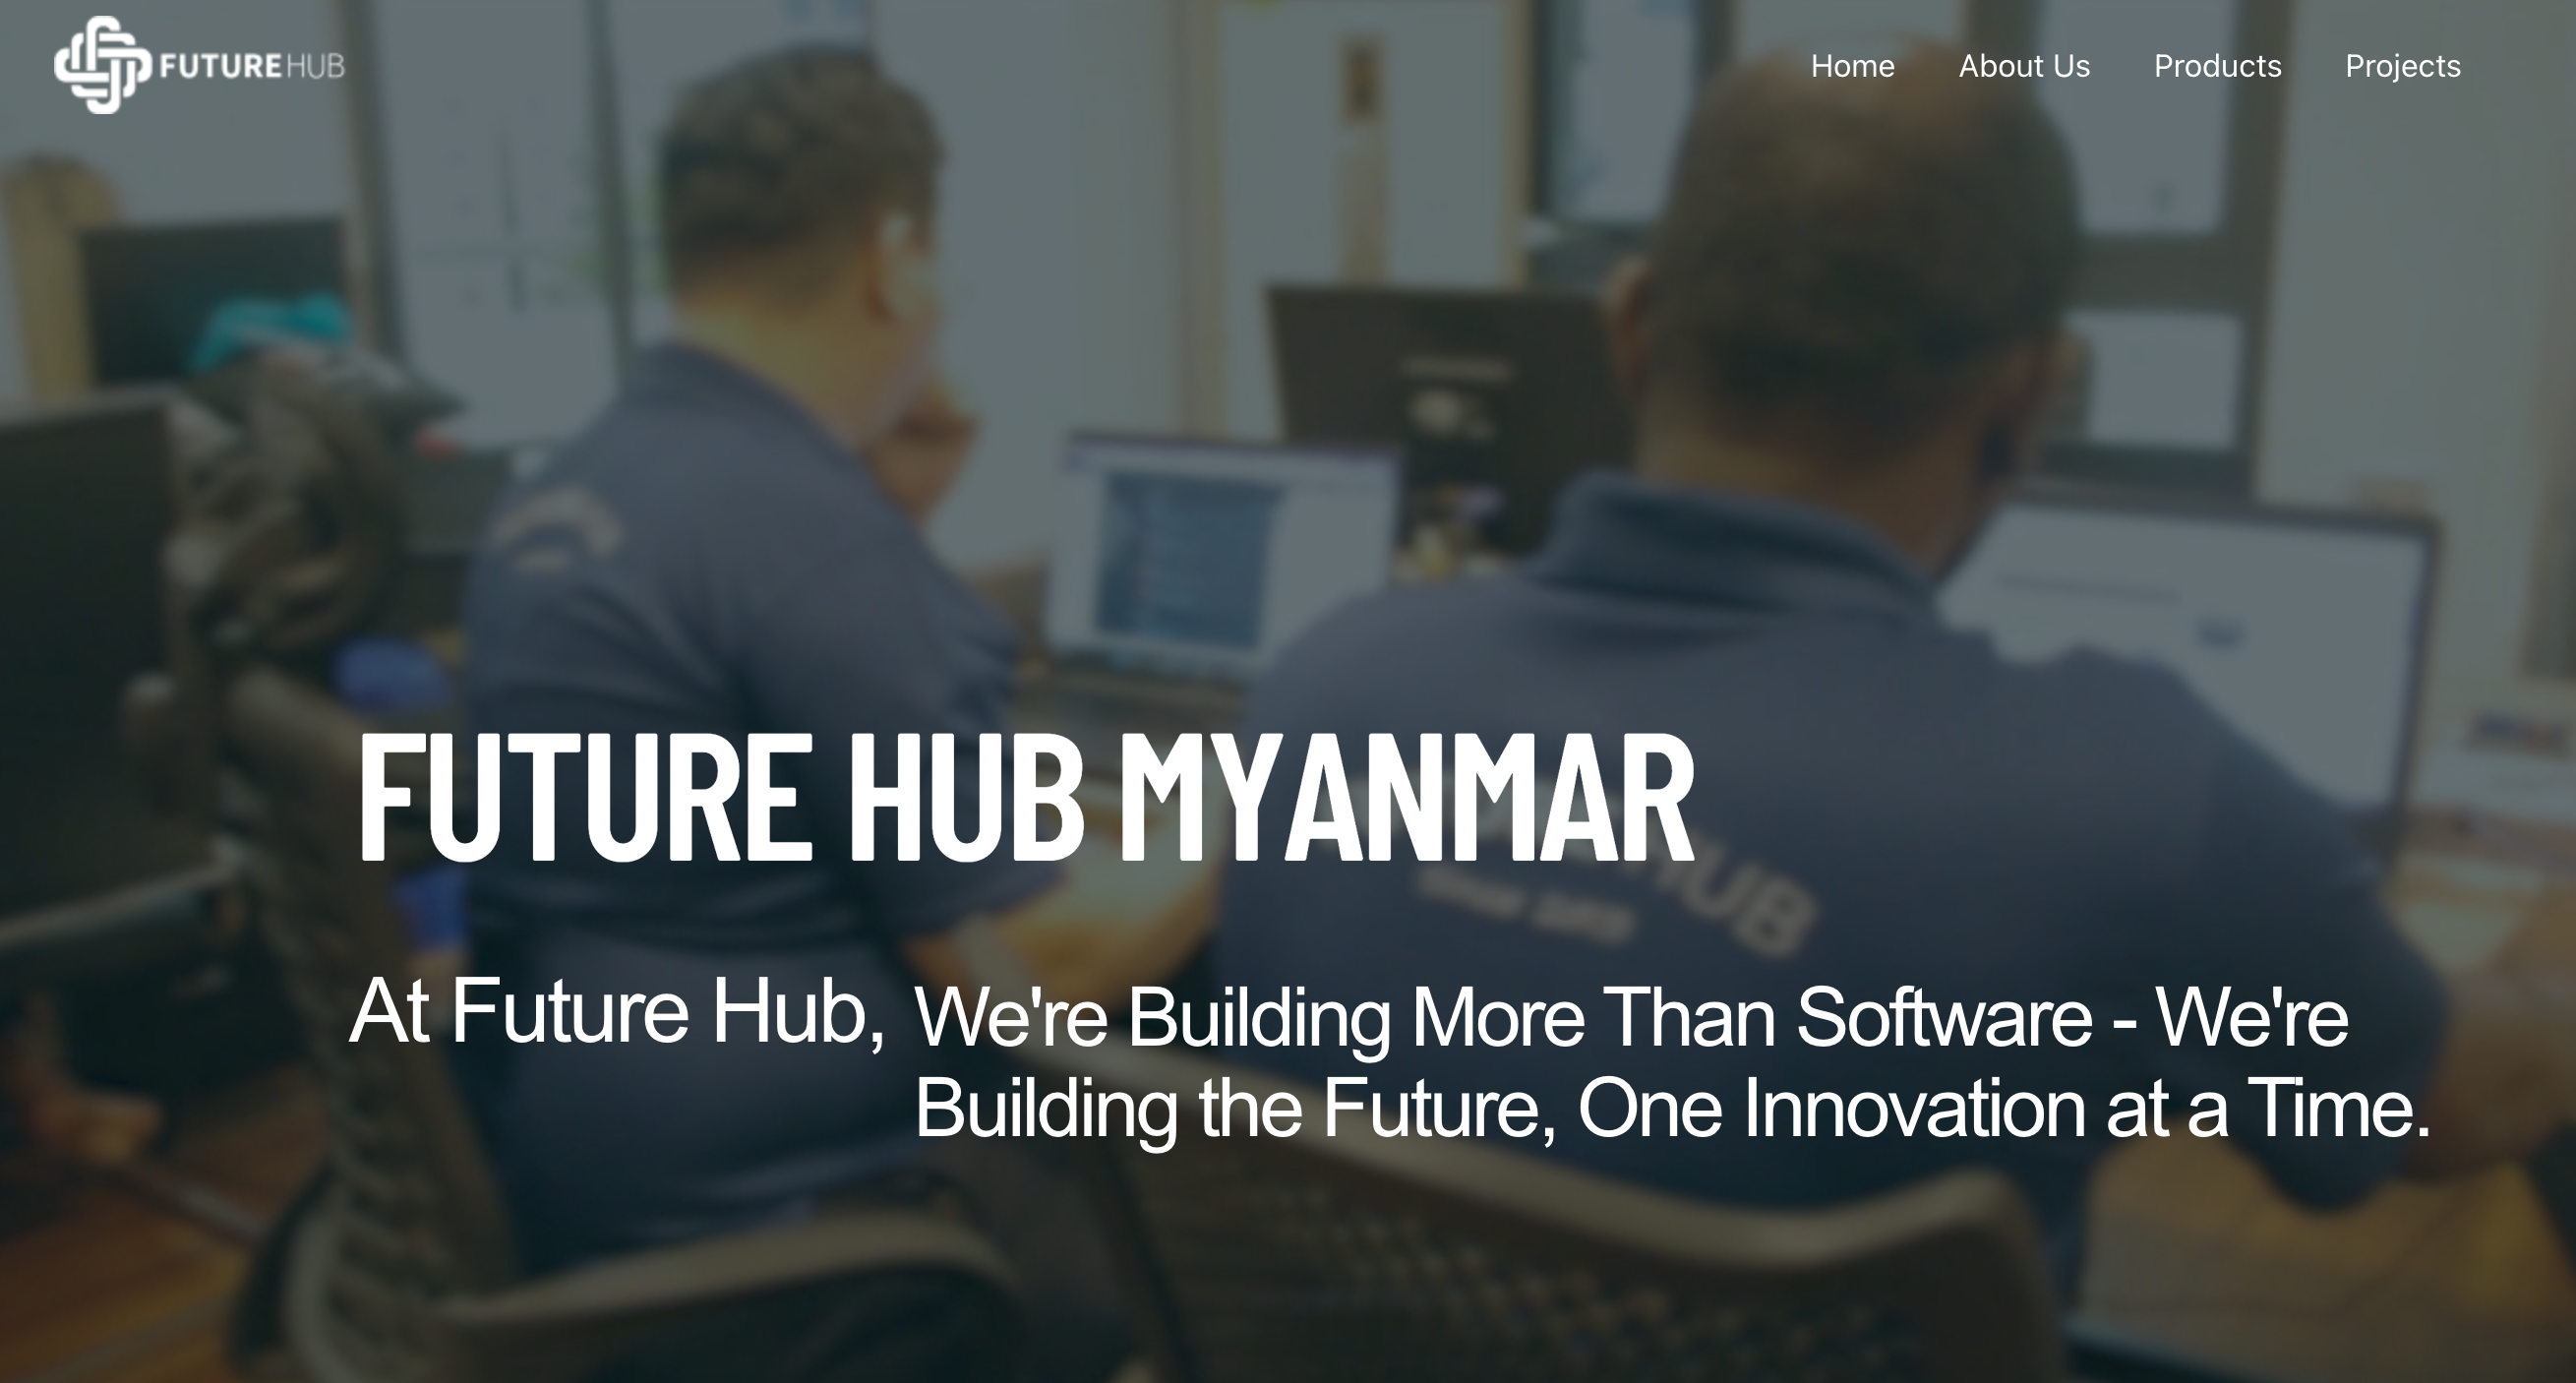 FUTUREHUB
Home About Us Products Projects
FUTURE HUB MYANMAR
HUB
At Future Hub, We're Building More Than Software - We're
Building the Future, One Innovation at a Time.